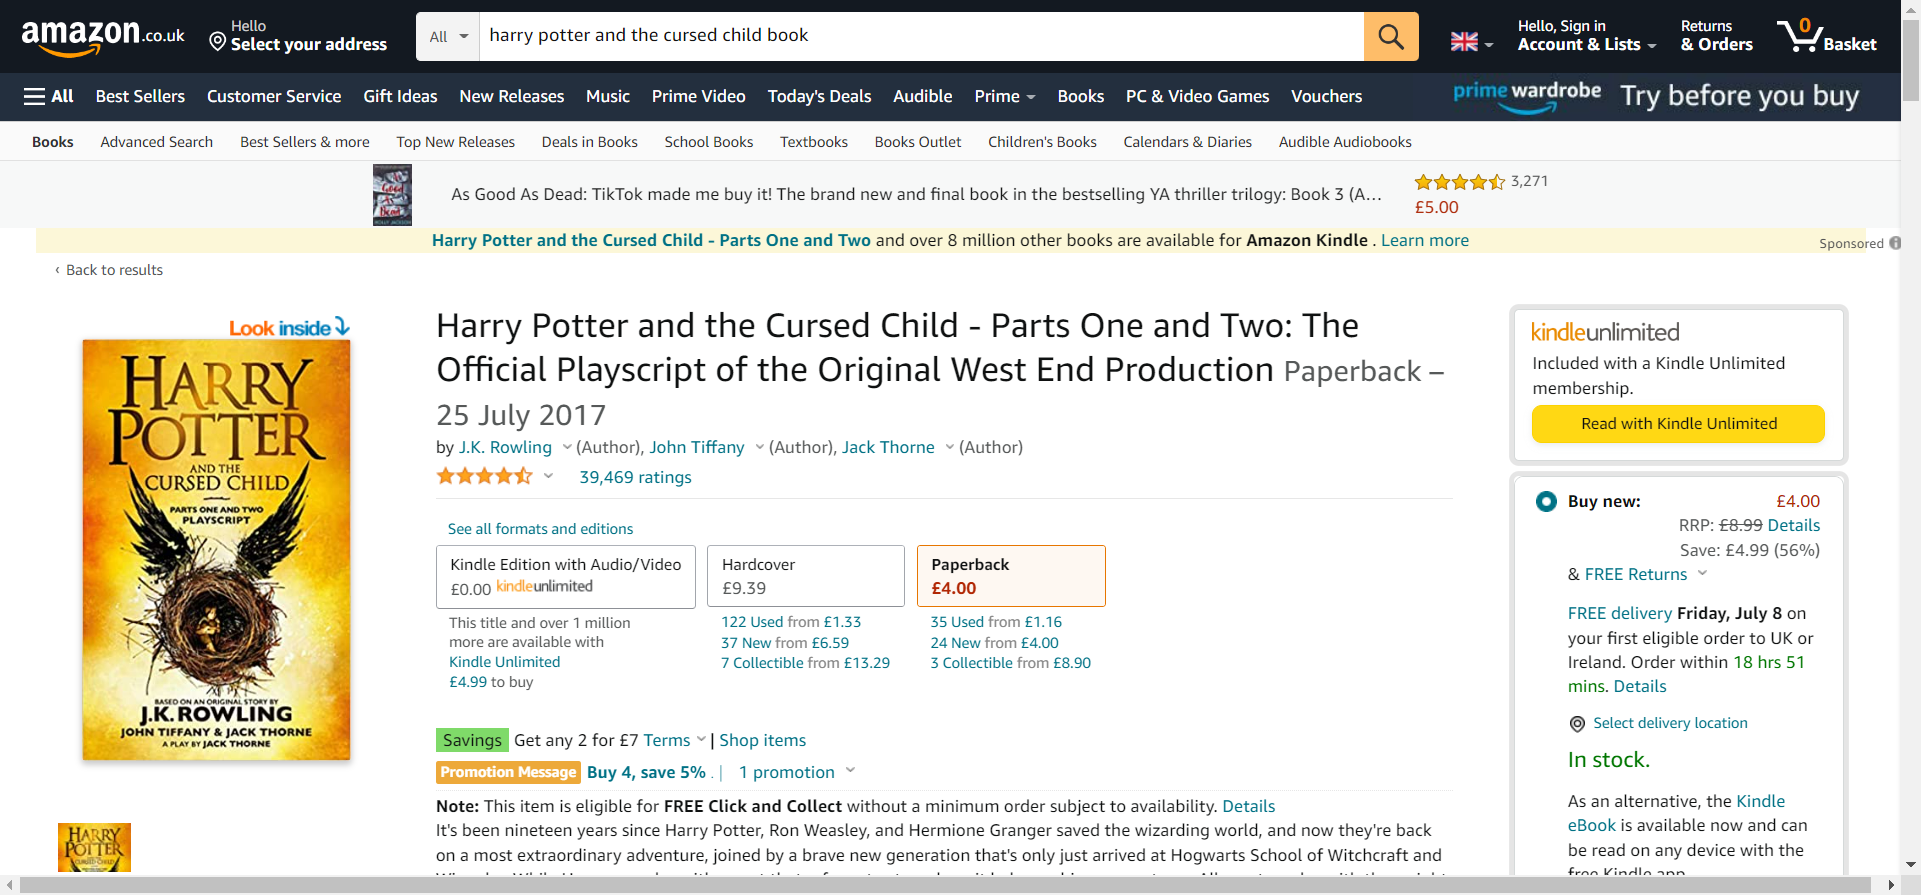 amazon.co.uk
Hello
Select your address
All
harry potter and the cursed child book
Hello, Sign in
Account & Lists
Returns
& Orders
0
Basket
All Best Sellers Customer Service Gift Ideas New Releases Music Prime Video Today's Deals Audible Prime Books PC & Video Games Vouchers
prime wardrobe Try before you buy
Books Advanced Search Best Sellers & more Top New Releases Deals in Books School Books Textbooks Books Outlet Children's Books Calendars & Diaries Audible Audiobooks
As Good As Dead
As Good As Dead: TikTok made me buy it! The brand new and final book in the bestselling YA thriller trilogy: Book 3 (A…
3,271
£5.00
Harry Potter and the Cursed Child - Parts One and Two and over 8 million other books are available for Amazon Kindle . Learn more
Sponsored
‹ Back to results
Look inside
HARRY
POTTER
AND THE
CURSED CHILD
PARTS ONE AND TWO
PLAYSCRIPT
BASED ON AN ORIGINAL STORY BY
J.K. ROWLING
JOHN TIFFANY & JACK THORNE
A PLAY BY JACK THORNE
HARRY
POTTER
Harry Potter and the Cursed Child - Parts One and Two: The
Official Playscript of the Original West End Production Paperback –
25 July 2017
by J.K. Rowling (Author), John Tiffany (Author), Jack Thorne (Author)
39,469 ratings
See all formats and editions
Kindle Edition with Audio/Video
£0.00 kindleunlimited
This title and over 1 million
more are available with
Kindle Unlimited
£4.99 to buy
Hardcover
£9.39
122 Used from £1.33
37 New from £6.59
7 Collectible from £13.29
Paperback
£4.00
35 Used from £1.16
24 New from £4.00
3 Collectible from £8.90
Savings Get any 2 for £7 Terms | Shop items
Promotion Message Buy 4, save 5% . | 1 promotion
Note: This item is eligible for FREE Click and Collect without a minimum order subject to availability. Details
It's been nineteen years since Harry Potter, Ron Weasley, and Hermione Granger saved the wizarding world, and now they're back
on a most extraordinary adventure, joined by a brave new generation that's only just arrived at Hogwarts School of Witchcraft and
kindleunlimited
Included with a Kindle Unlimited
membership.
Read with Kindle Unlimited
Buy new: £4.00
RRP: £8.99 Details
Save: £4.99 (56%)
& FREE Returns
FREE delivery Friday, July 8 on
your first eligible order to UK or
Ireland. Order within 18 hrs 51
mins. Details
Select delivery location
In stock.
As an alternative, the Kindle
eBook is available now and can
be read on any device with the
free Kindle app